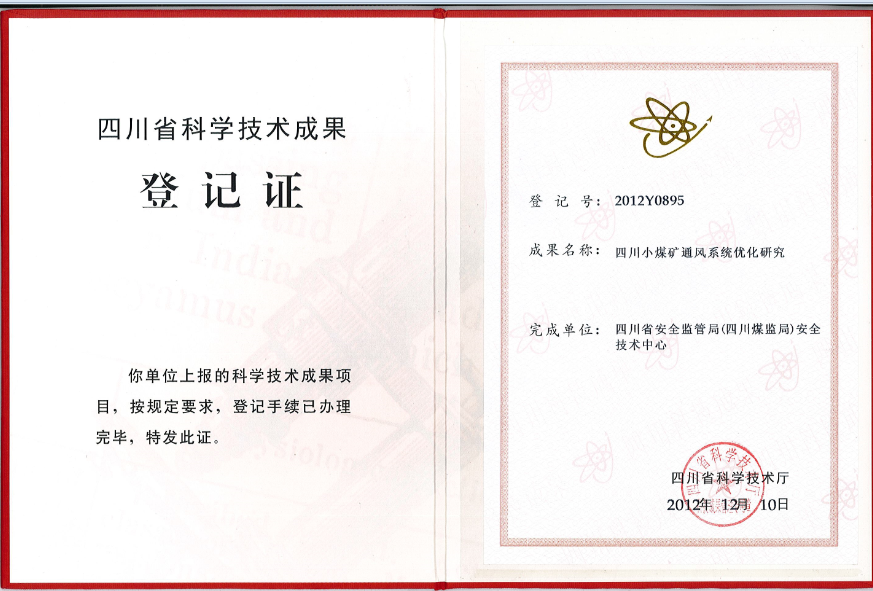 四川省科学技术成果
登记证
你单位上报的科学技术成果项
目，按规定要求，登记手续已办理
完毕，特发此证。
登 记 号： 2012Y0895
成果名称： 四川小煤矿通风系统优化研究
完成单位： 四川省安全监管局(四川煤监局)安全
技术中心
四川省科学技术厅
2012年 12月 10日